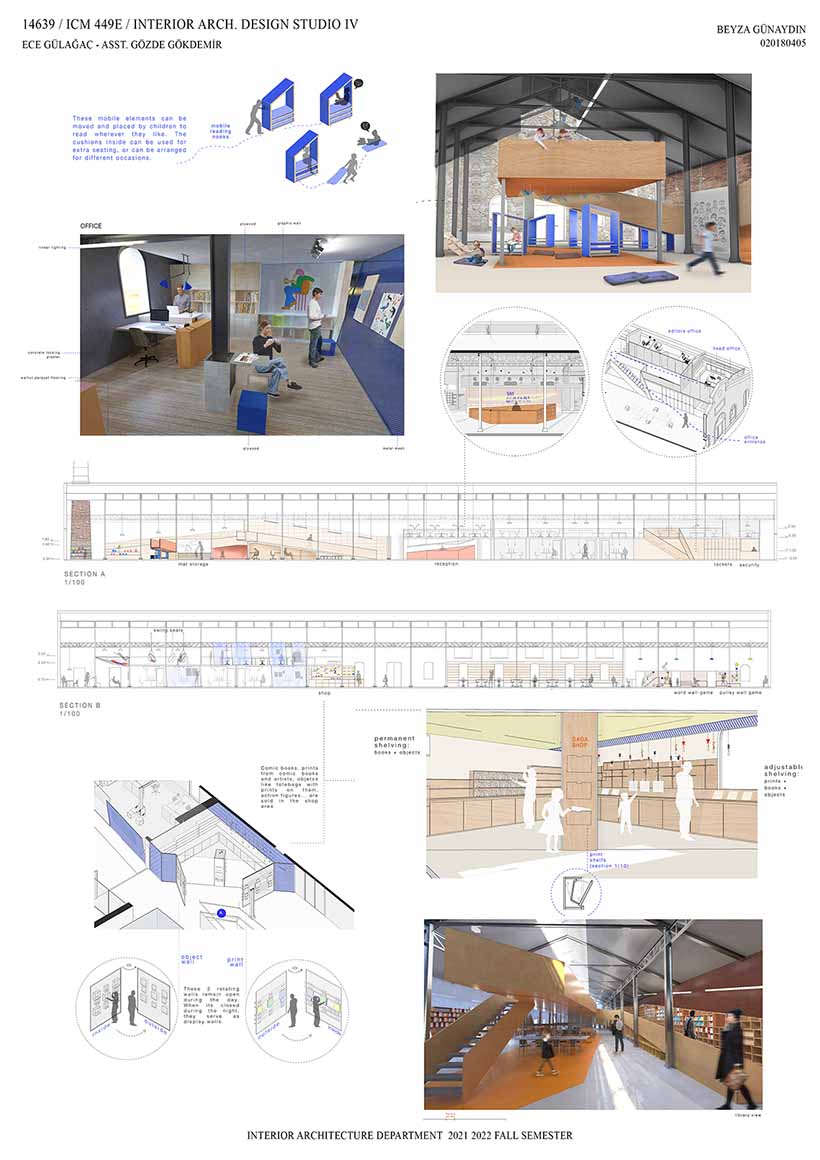 14639 / ICM 449E / INTERIOR ARCH. DESIGN STUDIO IV
ECE GÜLAĞAÇ - ASST. GÖZDE GÖKDEMİR
BEYZA GÜNAYDIN
020180405
These mobile elements can be
moved and placed by children to
read wherever they like. The
cushions inside can be used for
extra seating, or can be arranged
for different occasions.
mobile
reading
nooks
OFFICE
plywood
graphic wall
linear lighting
concrete looking
plaster
walnut parquet flooring
plywood
metal mesh
editors office
head office
office
entrance
mat storage
reception
lockers
security
SECTION A
1/100
swing seats
shop
word wall game
pulley wall game
SECTION B
1/100
permanent
shelving:
books + objects
GAGA
SHOP
adjustable
shelving:
prints +
books +
objects
Comic books, prints
from comic books
and artists, objects
like totebags with
prints on them,
action figures... are
sold in the shop
area
print
shelfs
(section 1/10)
A'
object
wall
print
wall
These 2 rotating
walls remain open
during the day.
When its closed
during the night,
they serve as
display walls.
inside
outside
outside
library view
INTERIOR ARCHITECTURE DEPARTMENT 2021 2022 FALL SEMESTER